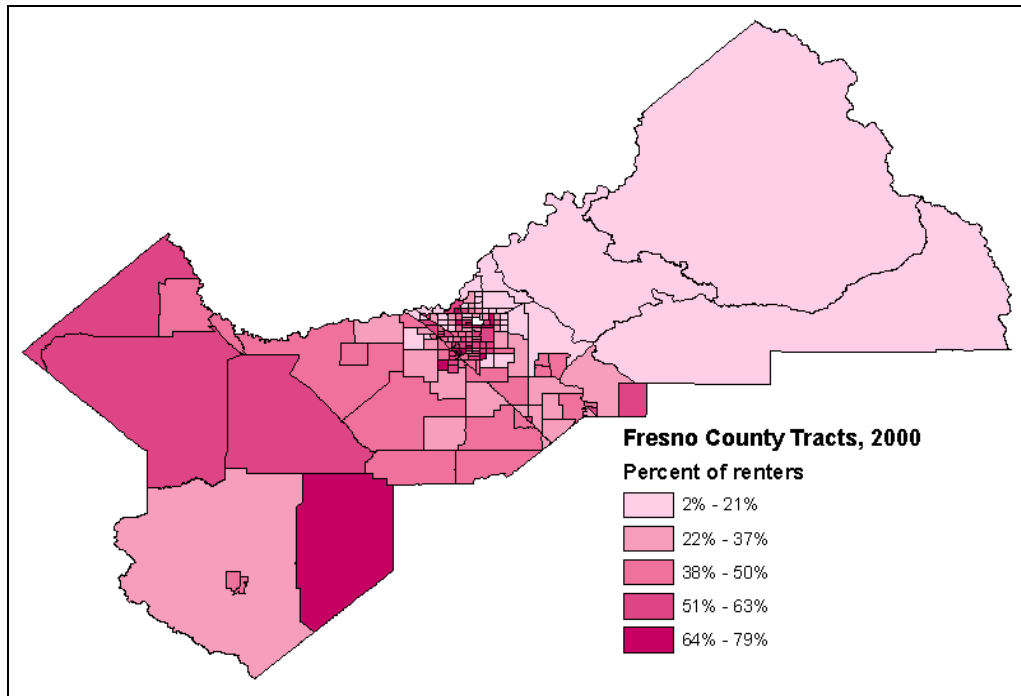 Fresno County Tracts, 2000
Percent of renters
2% - 21%
22% - 37%
38% - 50%
51% - 63%
64% - 79%